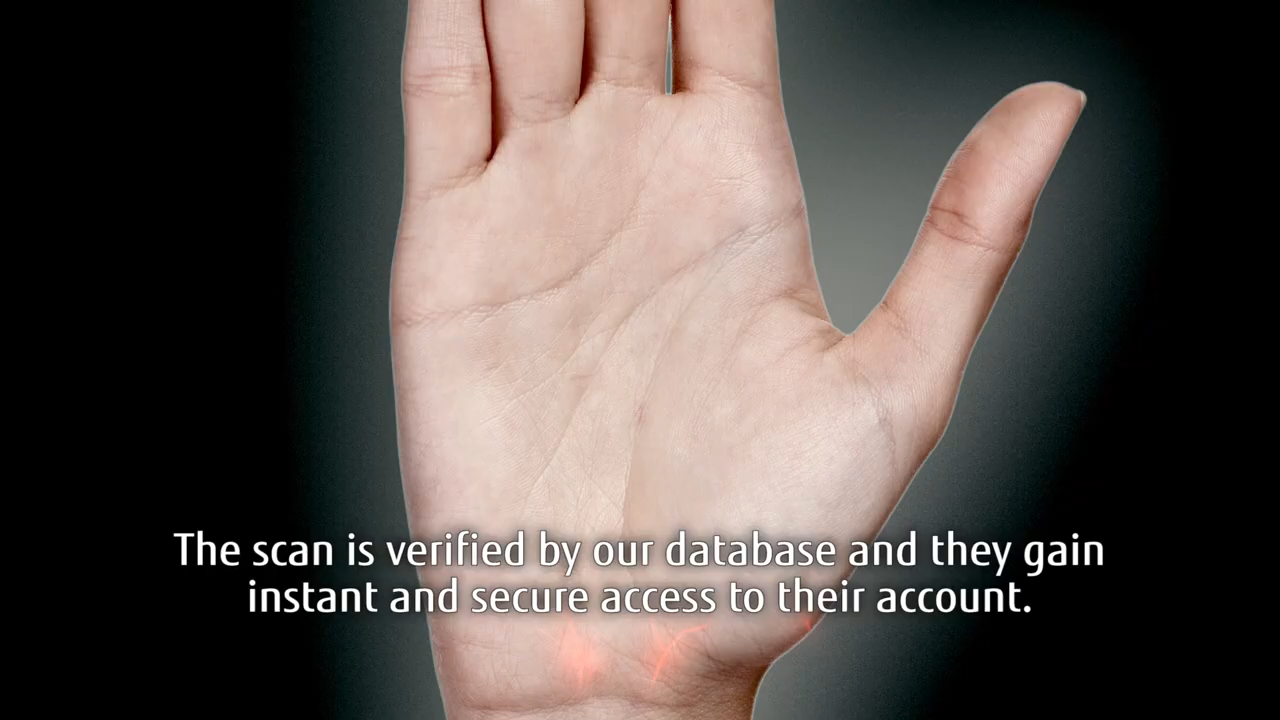 The scan is verified by our database and they gain
instant and secure access to their account.